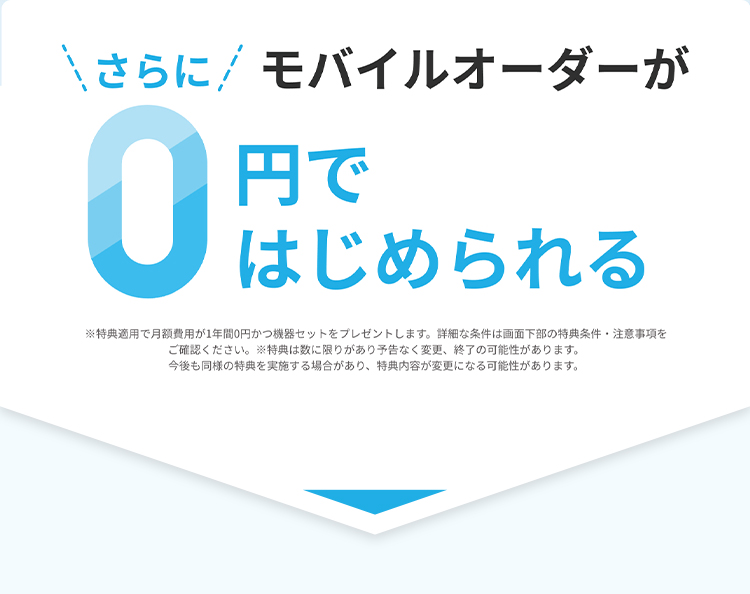 さらに モバイルオーダーが
0円で
はじめられる
※特典適用で月額費用が1年間0円かつ機器セットをプレゼントします。詳細な条件は画面下部の特典条件・注意事項を
ご確認ください。※特典は数に限りがあり予告なく変更、終了の可能性があります。
今後も同様の特典を実施する場合があり、特典内容が変更になる可能性があります。